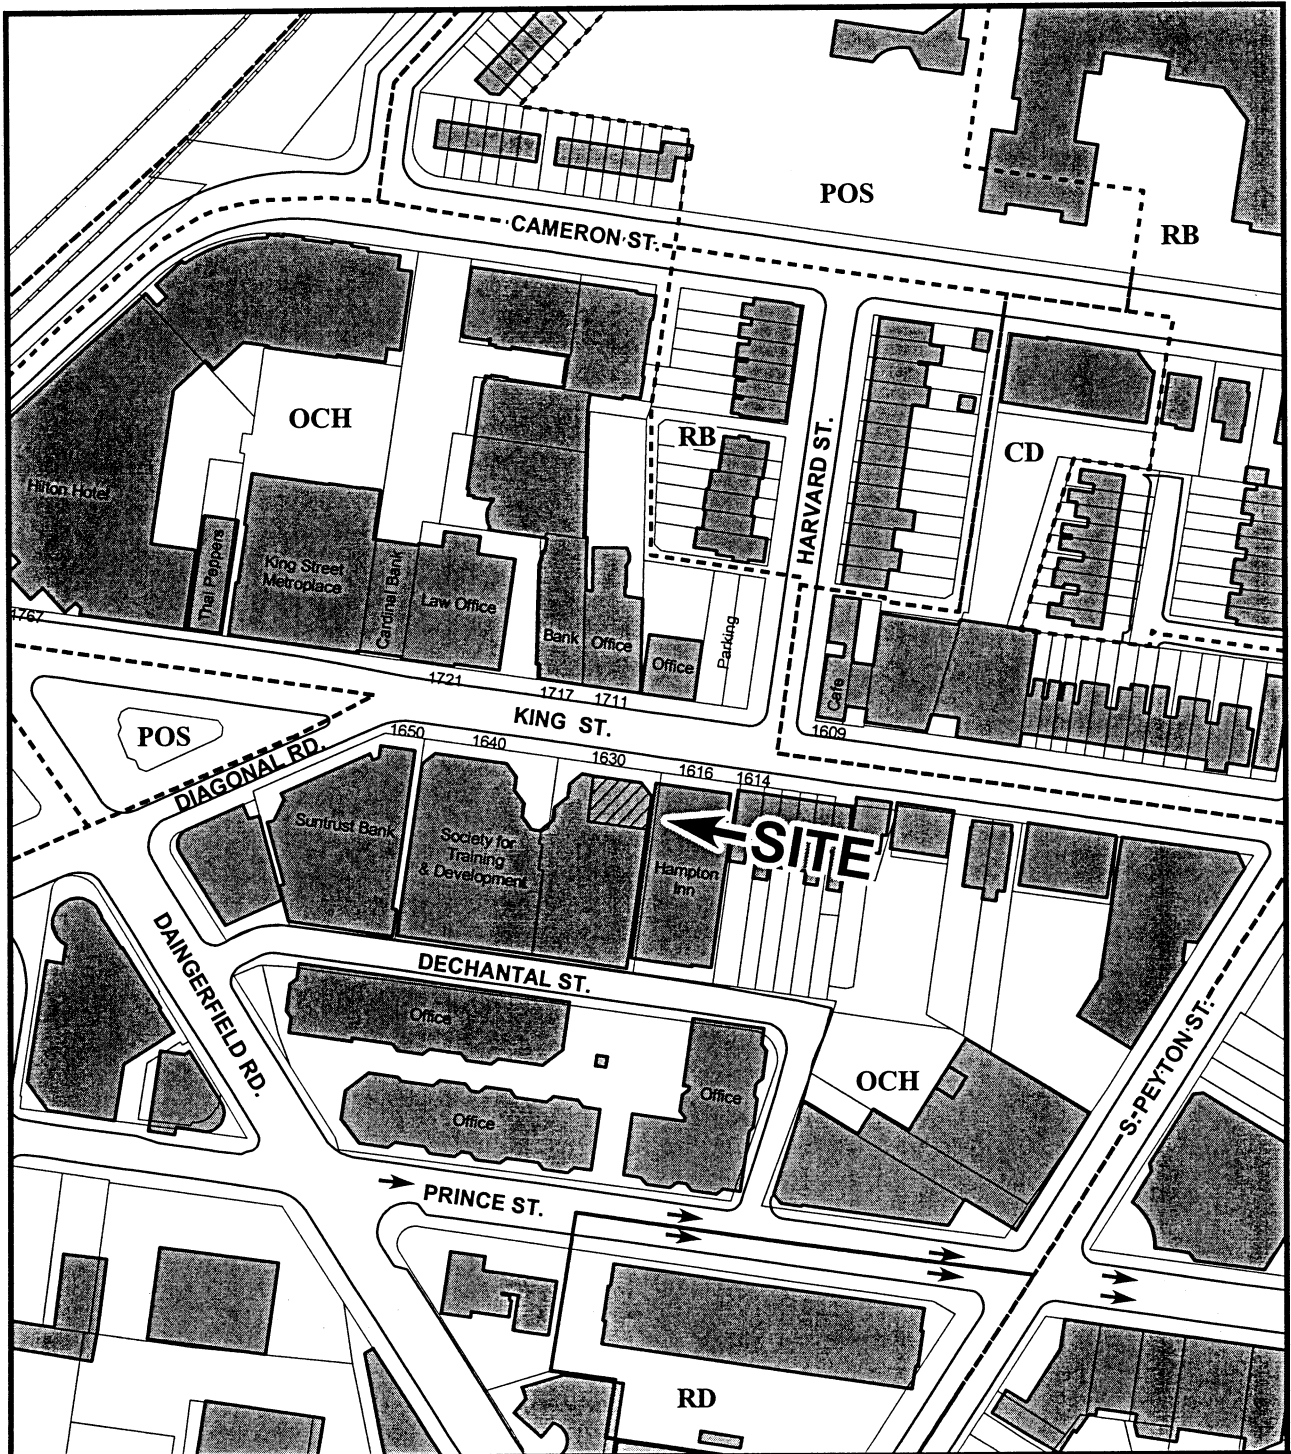 POS
RB
CAMERON ST.
OCH
RB
HARVARD ST.
CD
Hilton Hotel
Thai Peppers
King Street
Metroplace
Cardinal Bank
Law Office
Bank
Office
Office
Parking
Cafe
1767
1721
1717
1711
KING ST.
1609
POS
DIAGONAL RD.
1650
1640
1630
1616
1614
Suntrust Bank
Society for
Training
& Development
Hampton
Inn
SITE
DAINGERFIELD RD.
DECHANTAL ST.
Office
Office
Office
OCH
S. PEYTON ST.
PRINCE ST.
RD